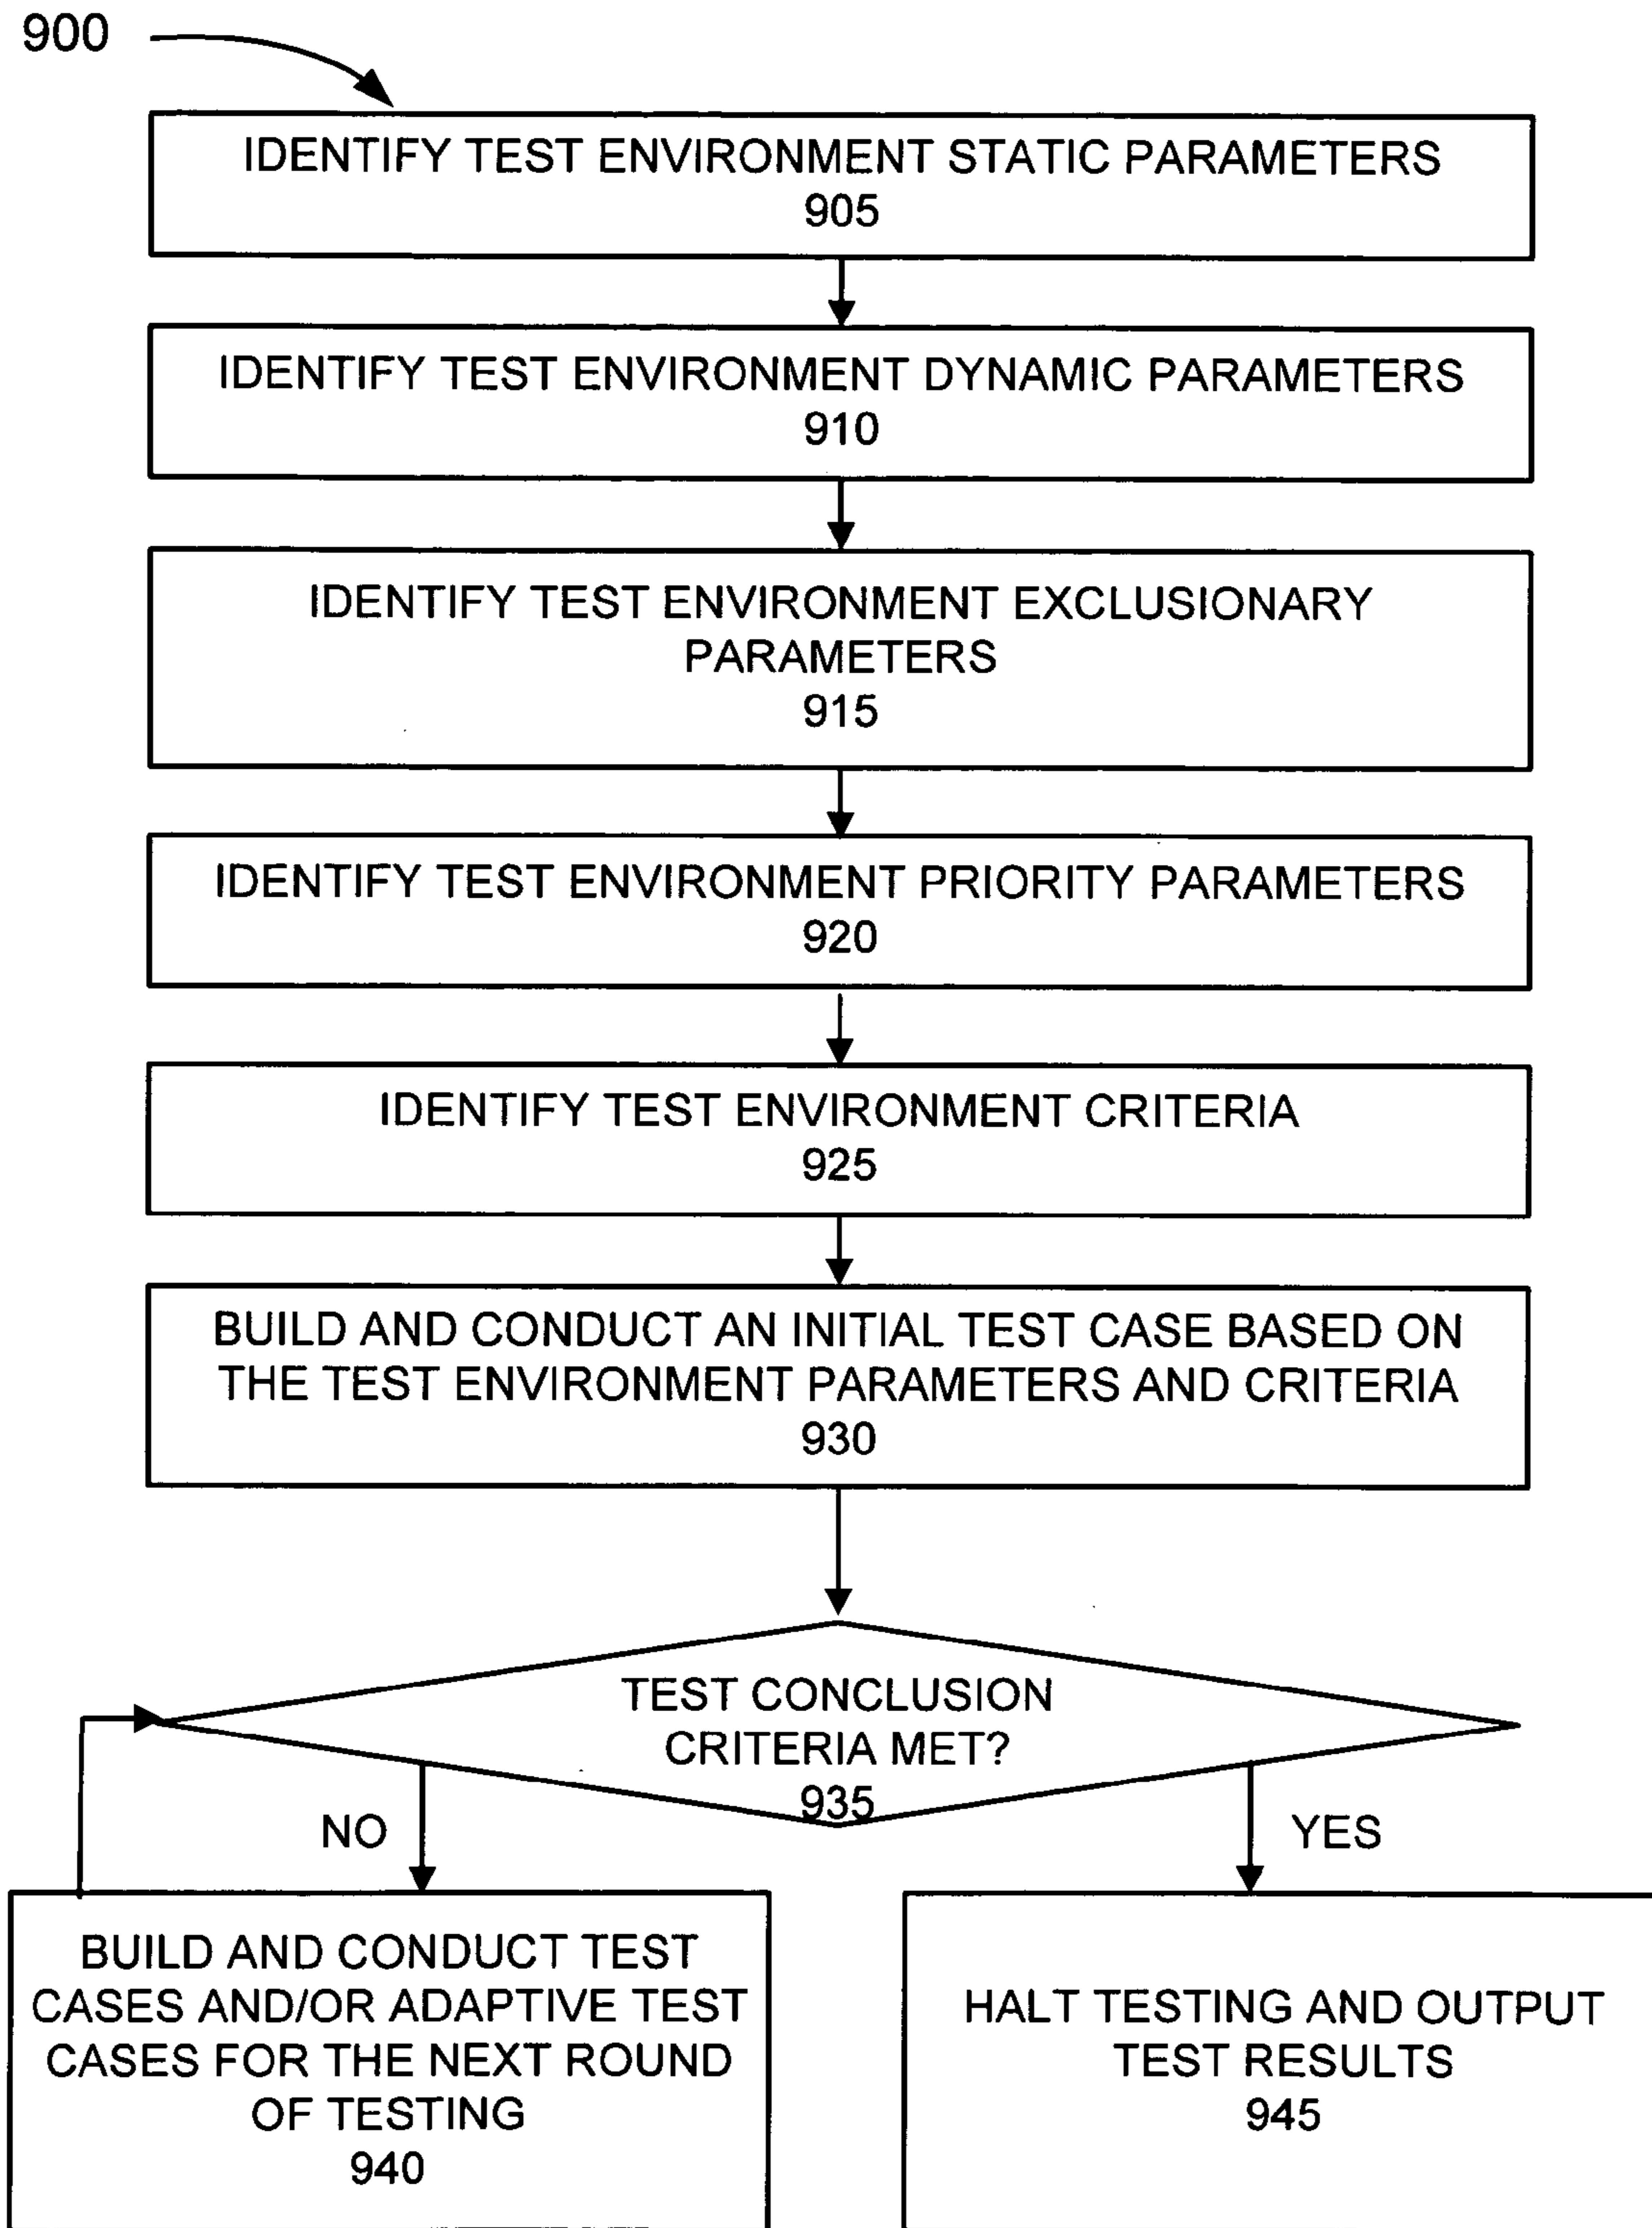 900
IDENTIFY TEST ENVIRONMENT STATIC PARAMETERS
905
IDENTIFY TEST ENVIRONMENT DYNAMIC PARAMETERS
910
IDENTIFY TEST ENVIRONMENT EXCLUSIONARY
PARAMETERS
915
IDENTIFY TEST ENVIRONMENT PRIORITY PARAMETERS
920
IDENTIFY TEST ENVIRONMENT CRITERIA
925
BUILD AND CONDUCT AN INITIAL TEST CASE BASED ON
THE TEST ENVIRONMENT PARAMETERS AND CRITERIA
930
TEST CONCLUSION
CRITERIA MET?
935
NO
YES
BUILD AND CONDUCT TEST
CASES AND/OR ADAPTIVE TEST
CASES FOR THE NEXT ROUND
OF TESTING
940
HALT TESTING AND OUTPUT
TEST RESULTS
945